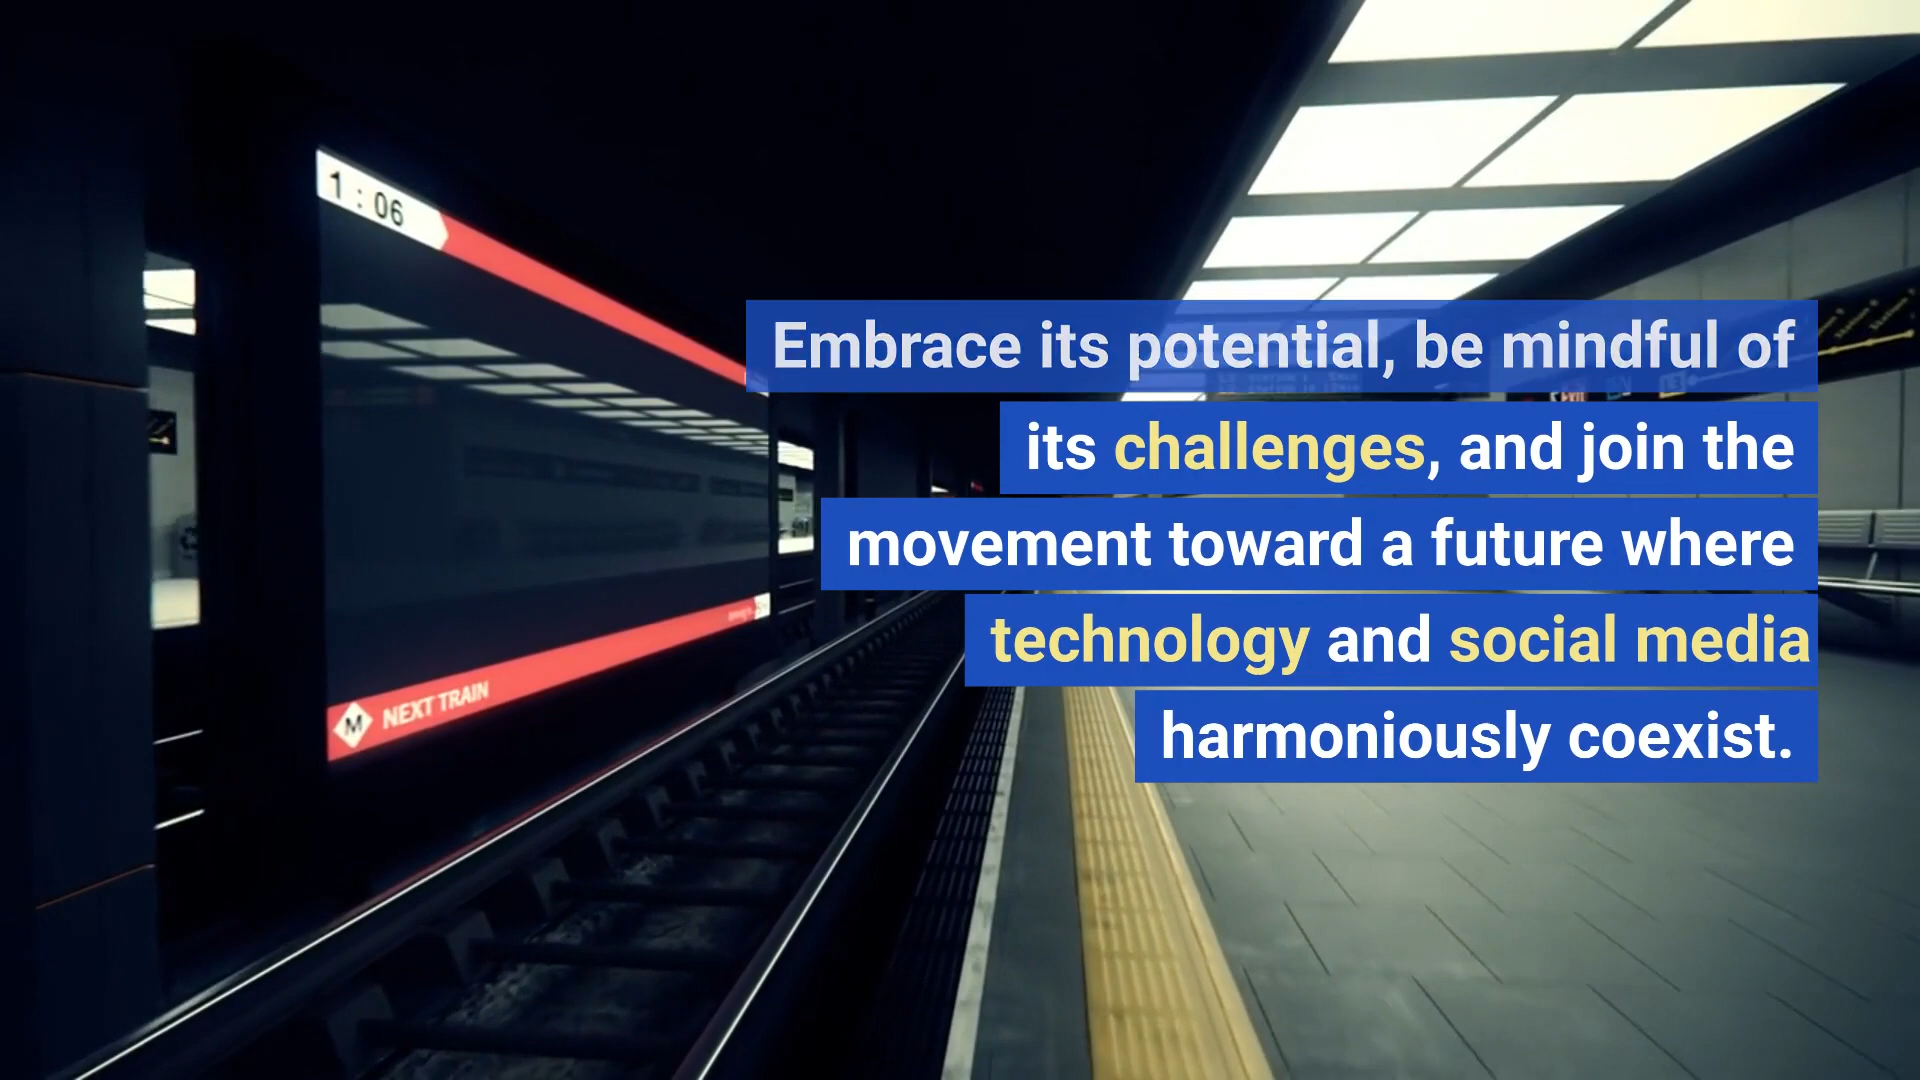 1 : 06
Embrace its potential, be mindful of
its challenges, and join the
movement toward a future where
technology and social media
harmoniously coexist.
M NEXT TRAIN
EXIT